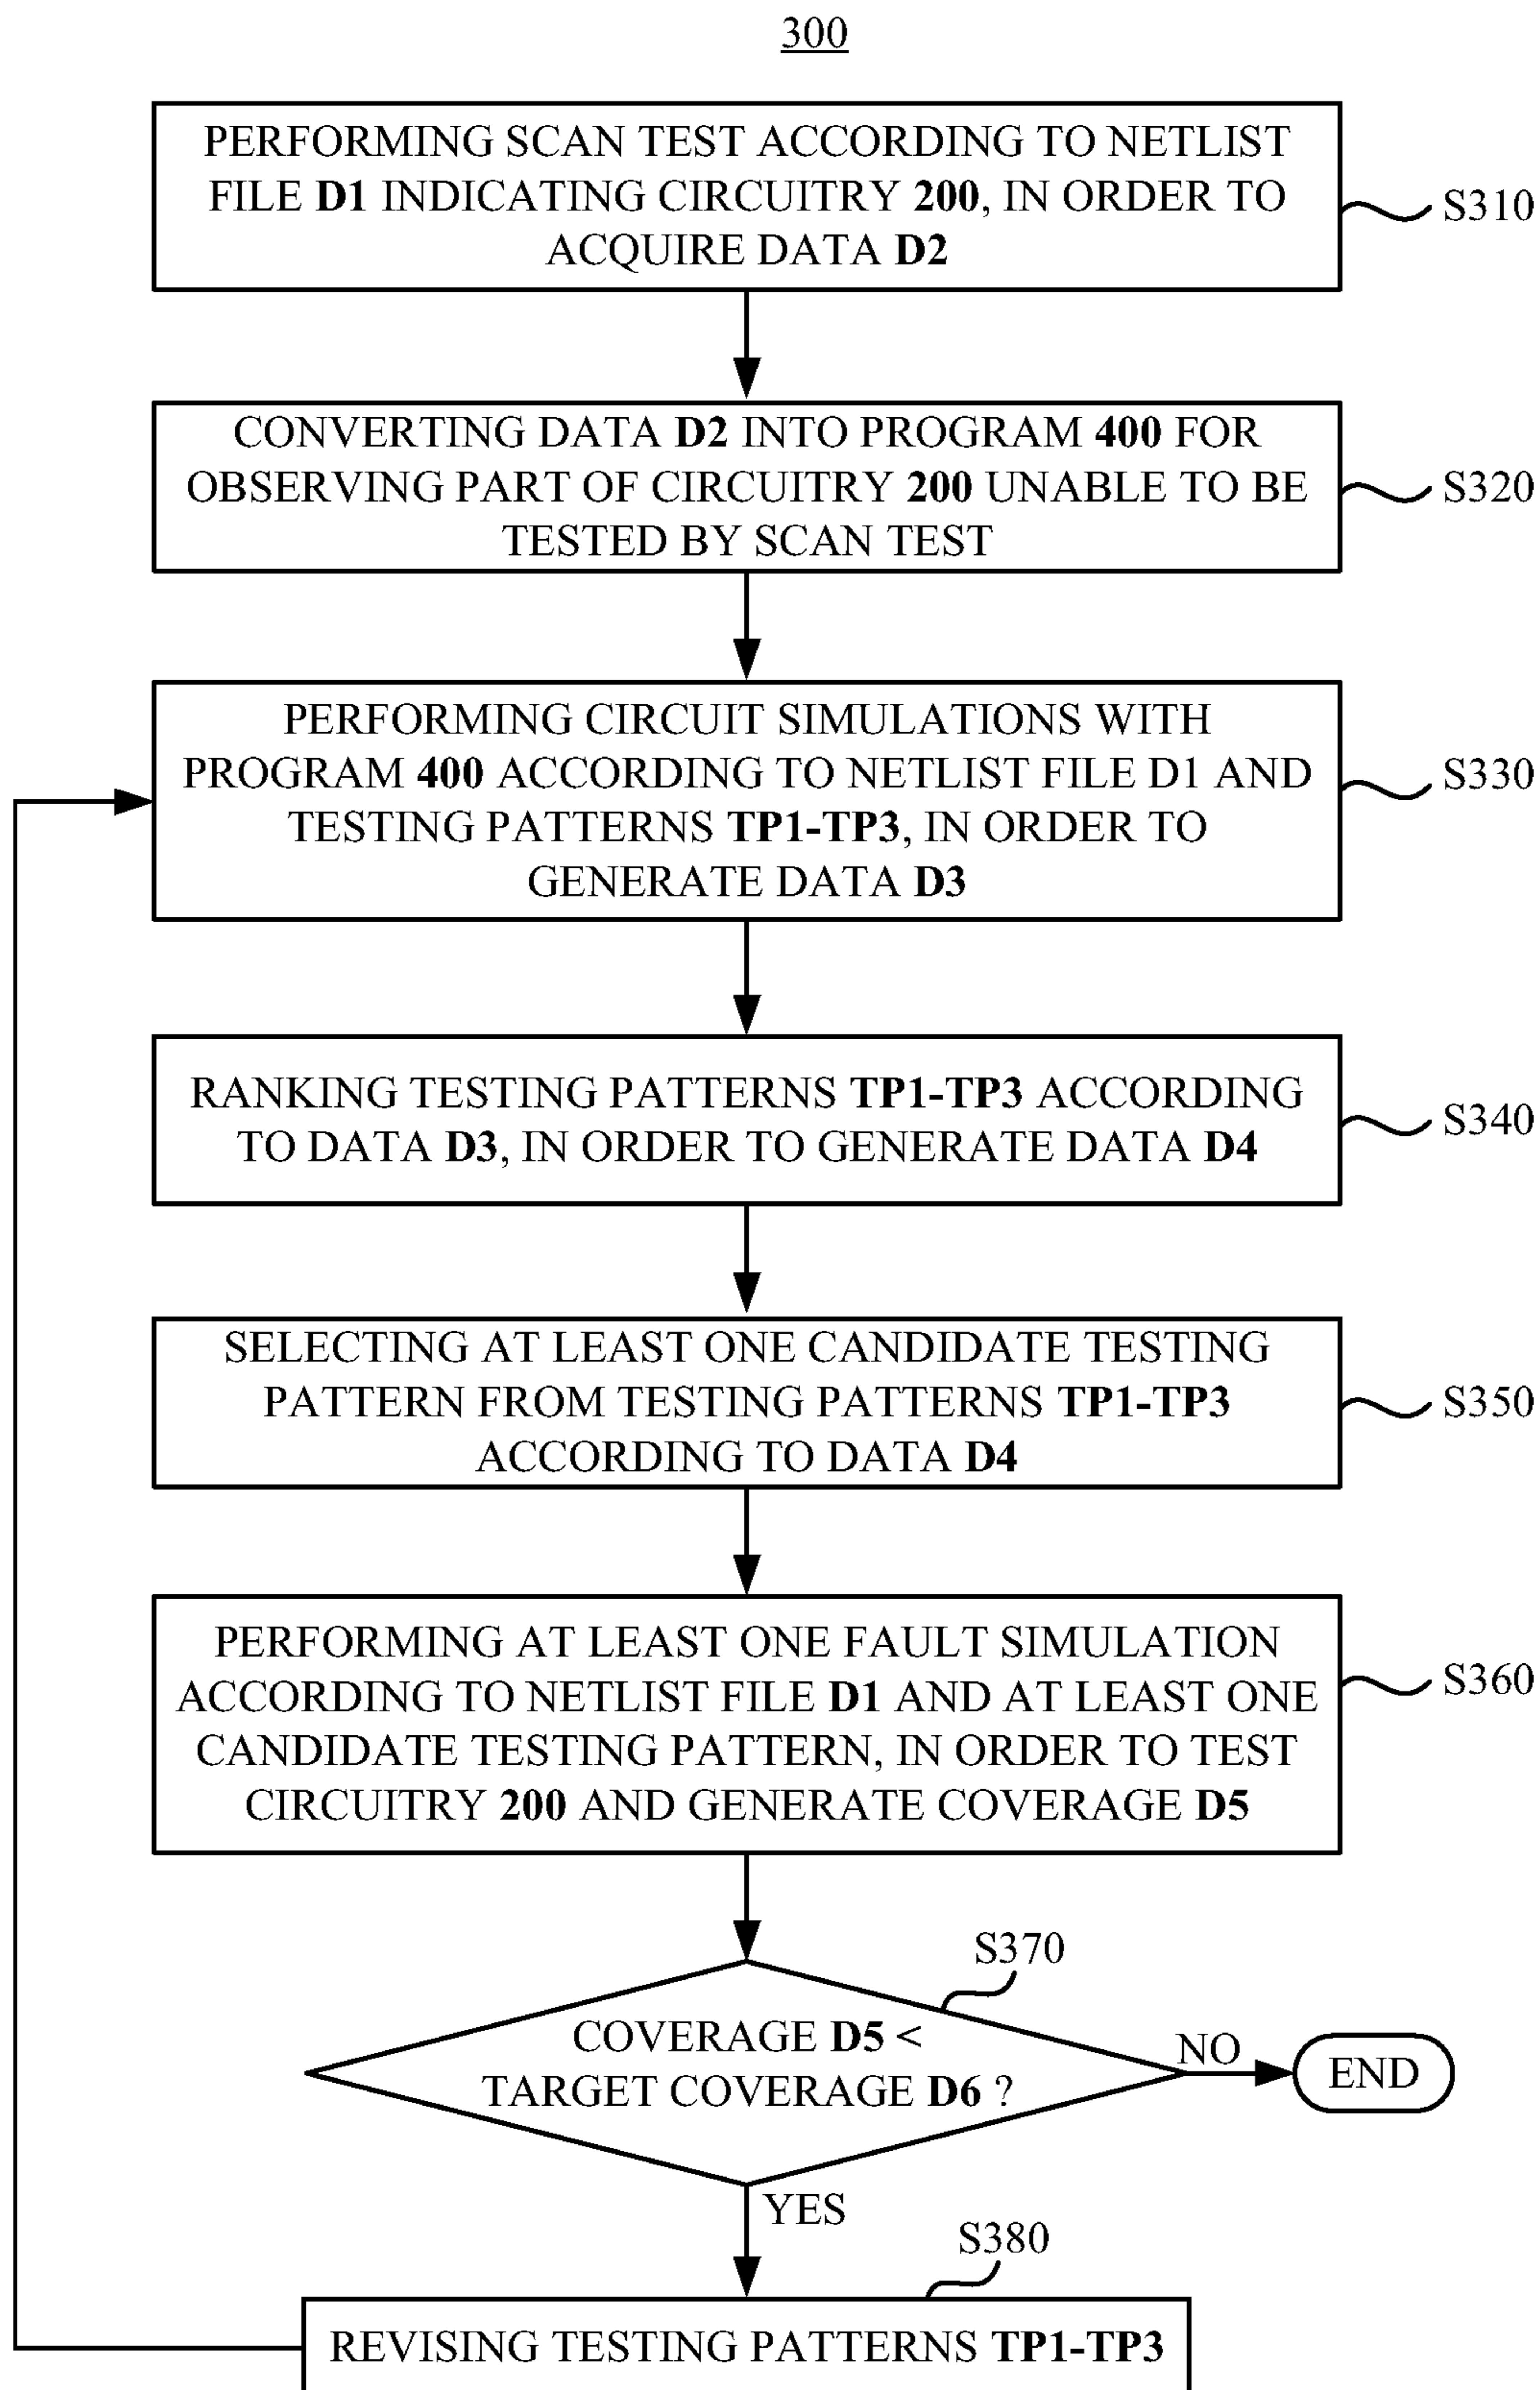 300
PERFORMING SCAN TEST ACCORDING TO NETLIST
FILE D1 INDICATING CIRCUITRY 200, IN ORDER TO
ACQUIRE DATA D2
S310
CONVERTING DATA D2 INTO PROGRAM 400 FOR
OBSERVING PART OF CIRCUITRY 200 UNABLE TO BE
TESTED BY SCAN TEST
S320
PERFORMING CIRCUIT SIMULATIONS WITH
PROGRAM 400 ACCORDING TO NETLIST FILE D1 AND
TESTING PATTERNS TP1-TP3, IN ORDER TO
GENERATE DATA D3
S330
RANKING TESTING PATTERNS TP1-TP3 ACCORDING
TO DATA D3, IN ORDER TO GENERATE DATA D4
S340
SELECTING AT LEAST ONE CANDIDATE TESTING
PATTERN FROM TESTING PATTERNS TP1-TP3
ACCORDING TO DATA D4
S350
PERFORMING AT LEAST ONE FAULT SIMULATION
ACCORDING TO NETLIST FILE D1 AND AT LEAST ONE
CANDIDATE TESTING PATTERN, IN ORDER TO TEST
CIRCUITRY 200 AND GENERATE COVERAGE D5
S360
S370
COVERAGE D5 <
TARGET COVERAGE D6 ?
NO
END
YES
S380
REVISING TESTING PATTERNS TP1-TP3